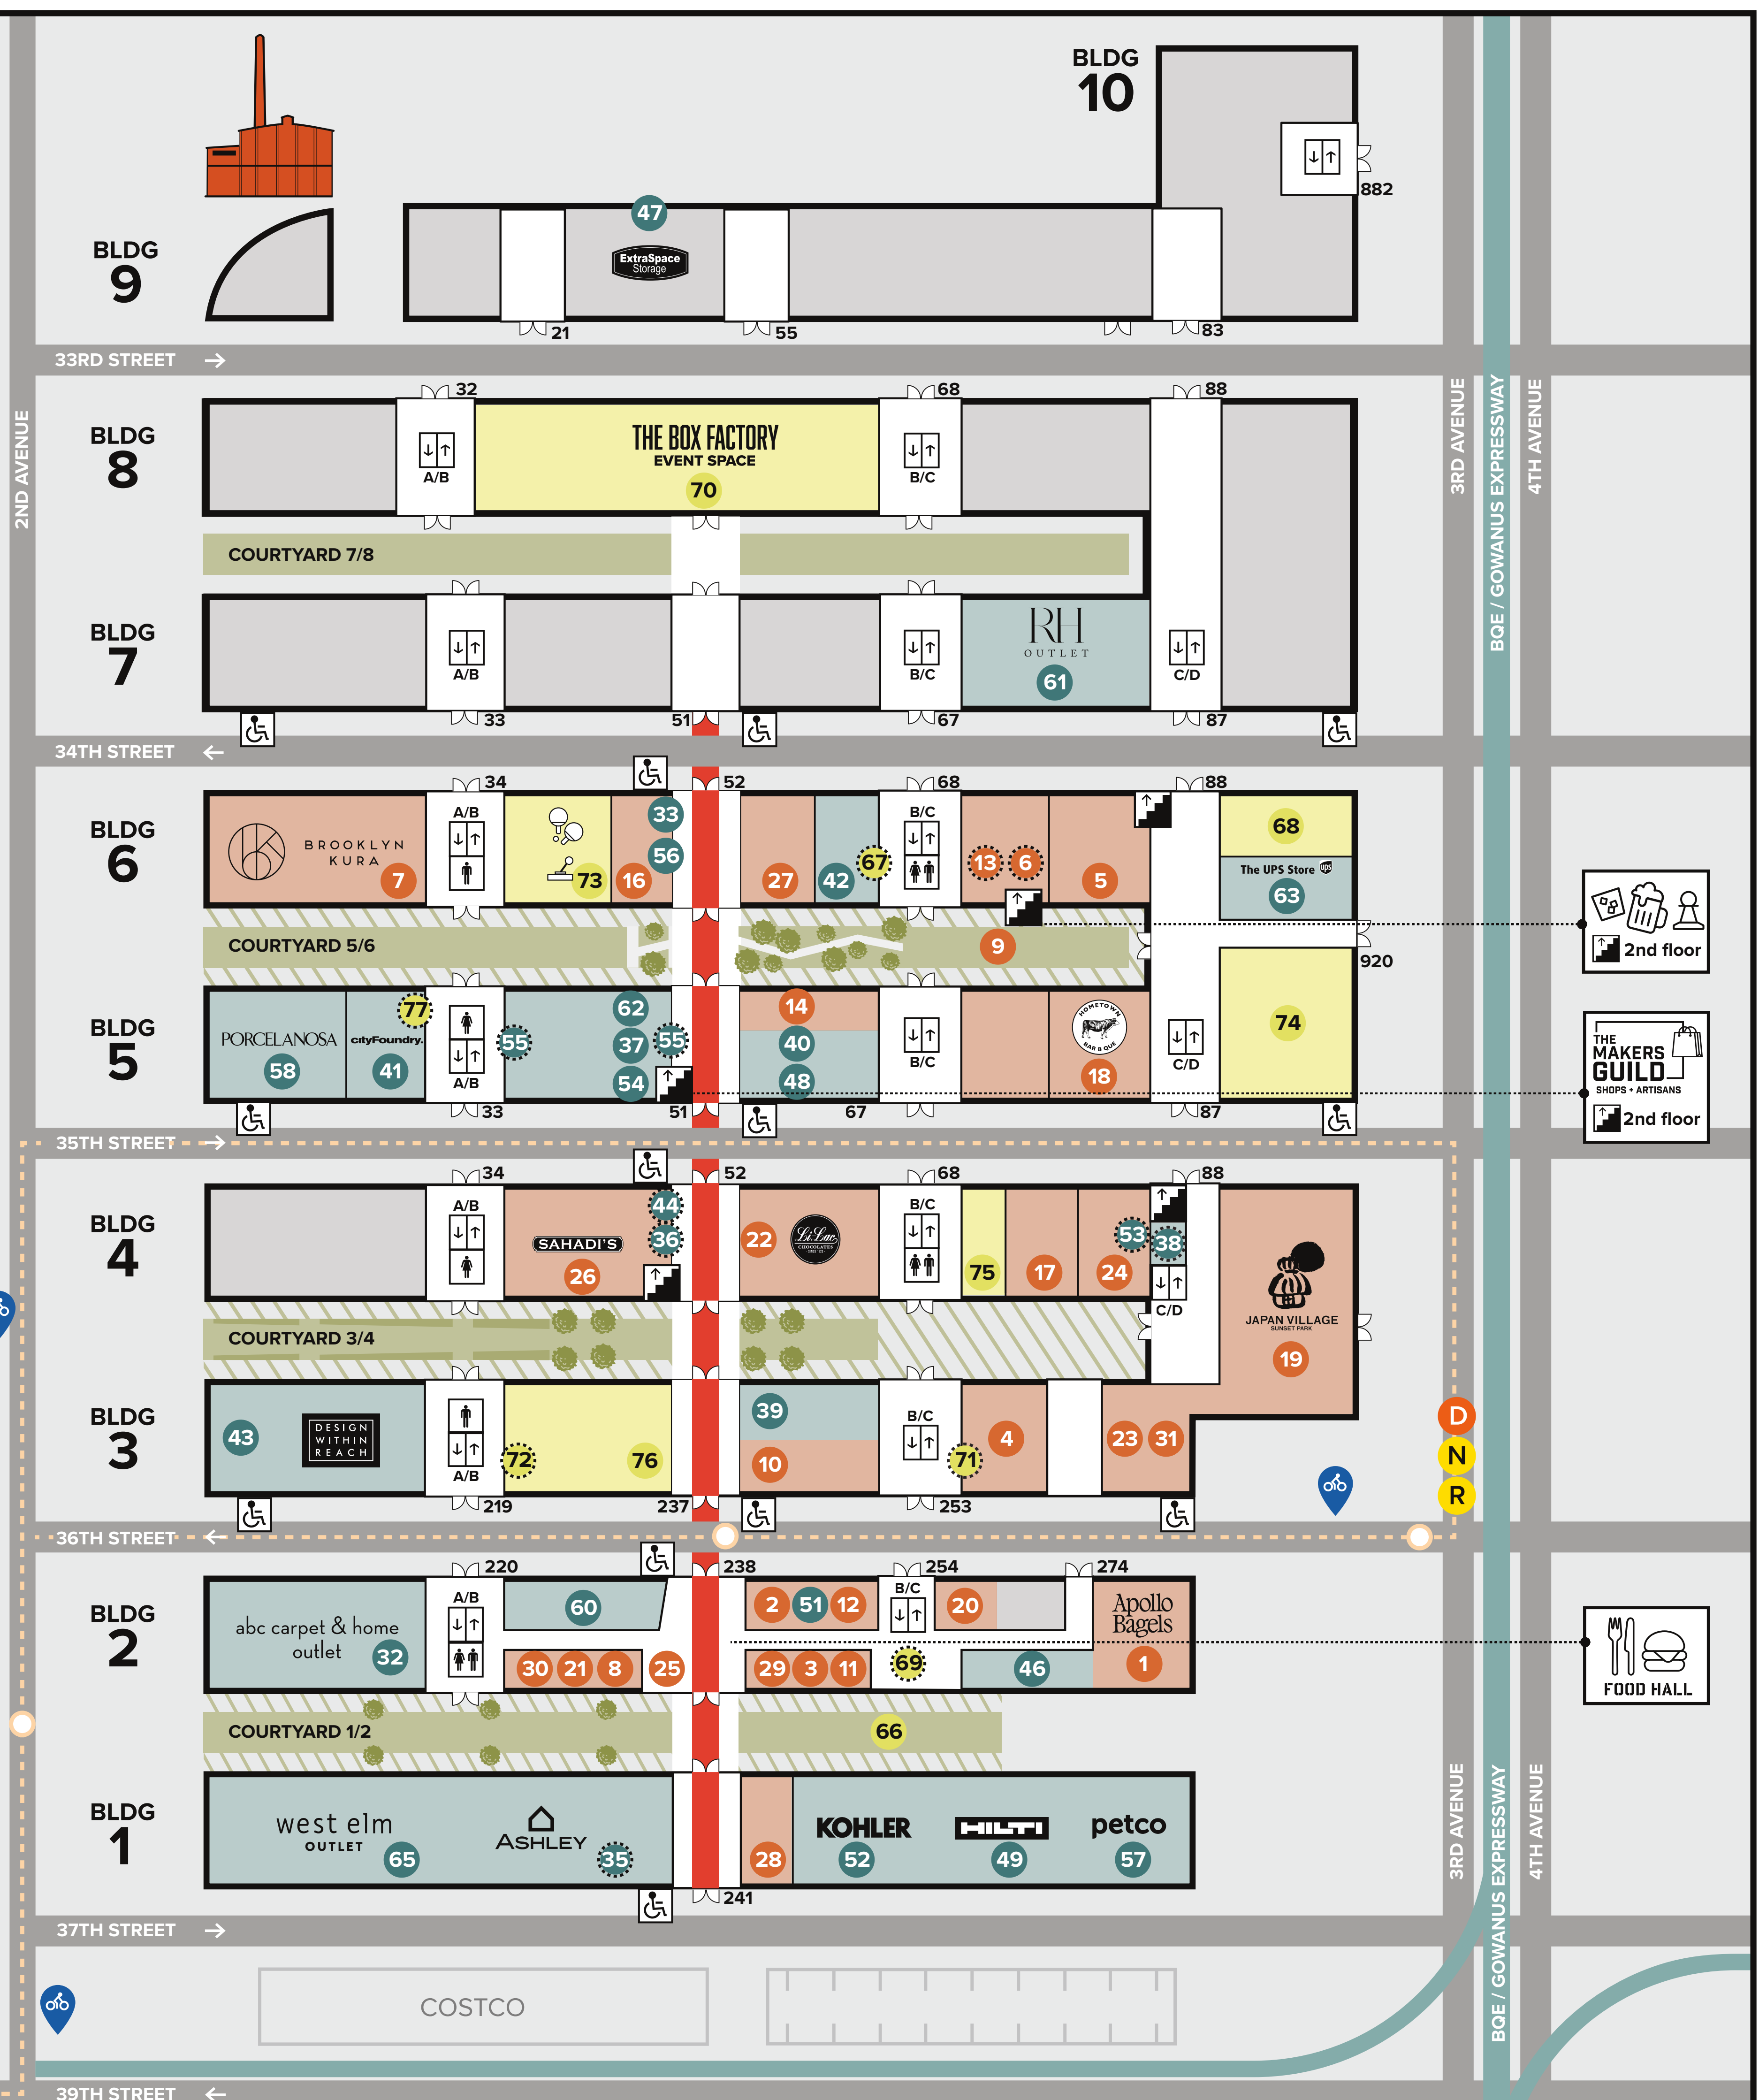 BLDG
10
882
47
ExtraSpace
Storage
BLDG
9
21
55
83
33RD STREET →
2ND AVENUE
3RD AVENUE
BQE / GOWANUS EXPRESSWAY
4TH AVENUE
32
68
88
BLDG
8
A/B
THE BOX FACTORY
EVENT SPACE
70
B/C
COURTYARD 7/8
BLDG
7
A/B
B/C
RH
OUTLET
61
C/D
33
51
67
87
34TH STREET ←
34
52
68
88
BLDG
6
BROOKLYN
KURA
7
A/B
73
16
33
56
27
42
67
B/C
13
6
5
68
The UPS Store
ups
63
2nd floor
COURTYARD 5/6
9
920
BLDG
5
PORCELANOSA
58
cityFoundry.
41
77
A/B
55
62
37
54
55
14
40
48
B/C
HOMETOWN
BAR B QUE
18
C/D
74
THE
MAKERS
GUILD
SHOPS + ARTISANS
2nd floor
33
51
67
87
35TH STREET →
34
52
68
88
BLDG
4
A/B
SAHADI'S
26
44
36
22
Li-Lac
CHOCOLATES
B/C
75
17
24
53
38
C/D
JAPAN VILLAGE
SUNSET PARK
19
COURTYARD 3/4
BLDG
3
43
DESIGN
WITHIN
REACH
A/B
72
76
39
10
B/C
71
4
23
31
D
N
R
219
237
253
36TH STREET ←
220
238
254
274
BLDG
2
abc carpet & home
outlet
32
A/B
60
30
21
8
25
2
51
12
B/C
20
29
3
11
69
46
Apollo
Bagels
1
FOOD HALL
COURTYARD 1/2
66
BLDG
1
west elm
OUTLET
65
ASHLEY
35
28
KOHLER
52
HILTI
49
petco
57
241
3RD AVENUE
BQE / GOWANUS EXPRESSWAY
4TH AVENUE
37TH STREET →
COSTCO
39TH STREET ←